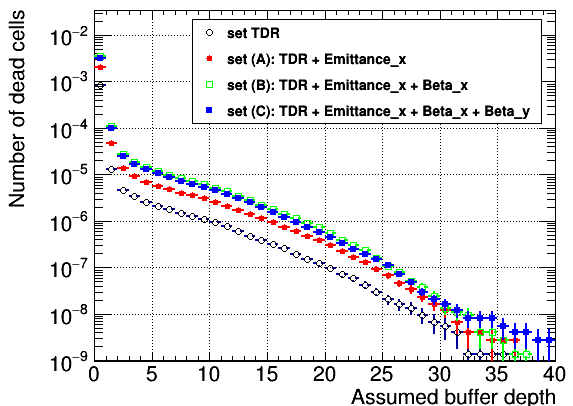 Number of dead cells
10⁻²
10⁻³
10⁻⁴
10⁻⁵
10⁻⁶
10⁻⁷
10⁻⁸
10⁻⁹
set TDR
set (A): TDR + Emittance_x
set (B): TDR + Emittance_x + Beta_x
set (C): TDR + Emittance_x + Beta_x + Beta_y
0 5 10 15 20 25 30 35 40
Assumed buffer depth